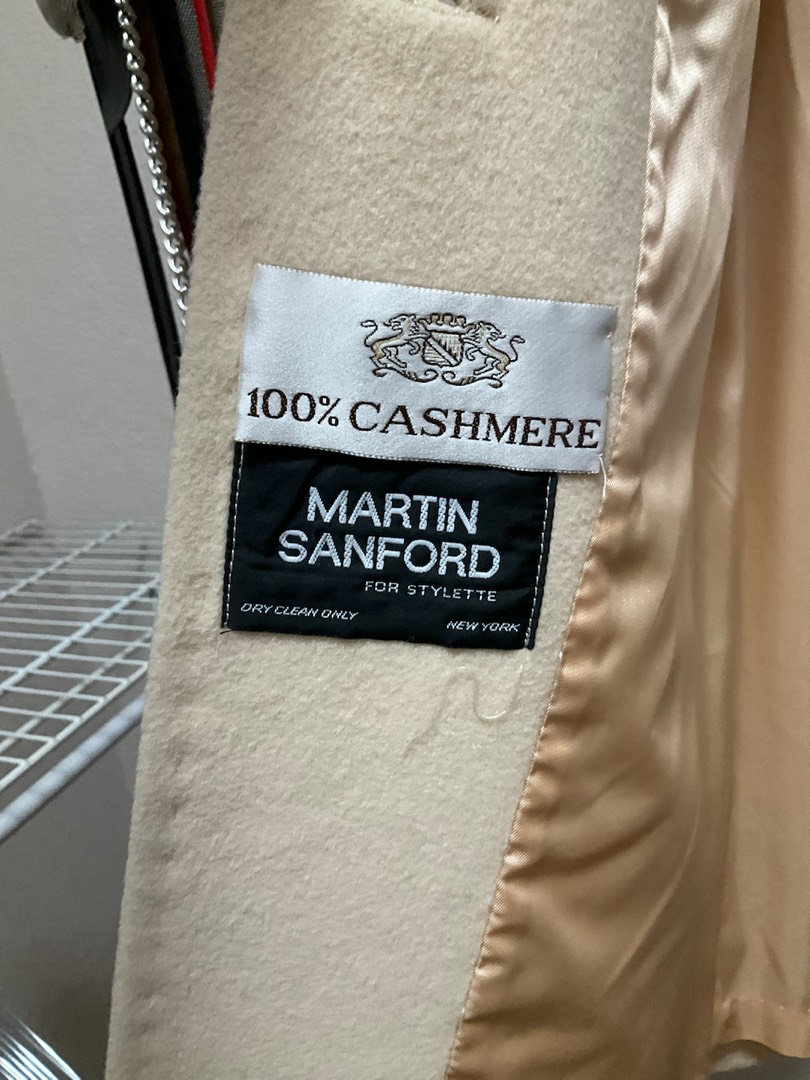 100% CASHMERE
MARTIN
SANFORD
FOR STYLETTE
DRY CLEAN ONLY NEW YORK